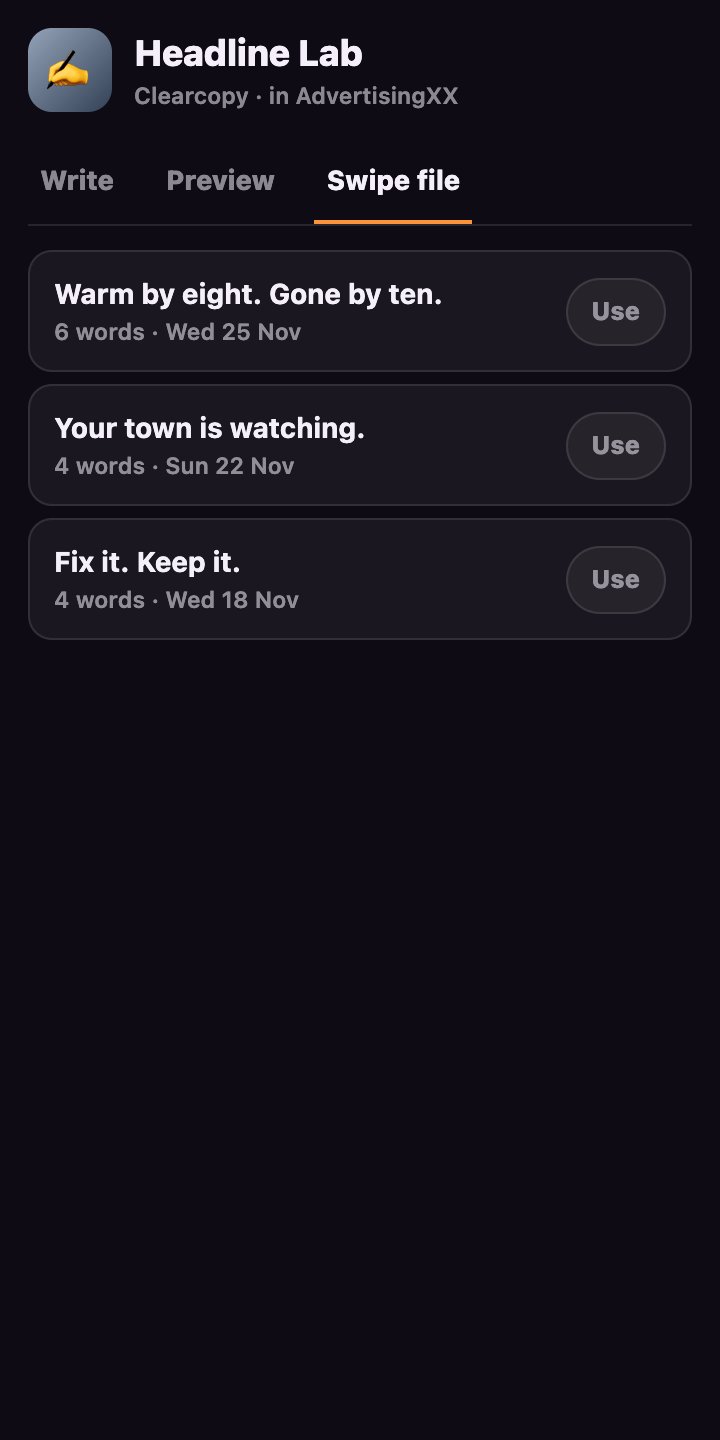 Headline Lab
Clearcopy · in AdvertisingXX
Write Preview Swipe file
Warm by eight. Gone by ten.
6 words · Wed 25 Nov
Use
Your town is watching.
4 words · Sun 22 Nov
Use
Fix it. Keep it.
4 words · Wed 18 Nov
Use